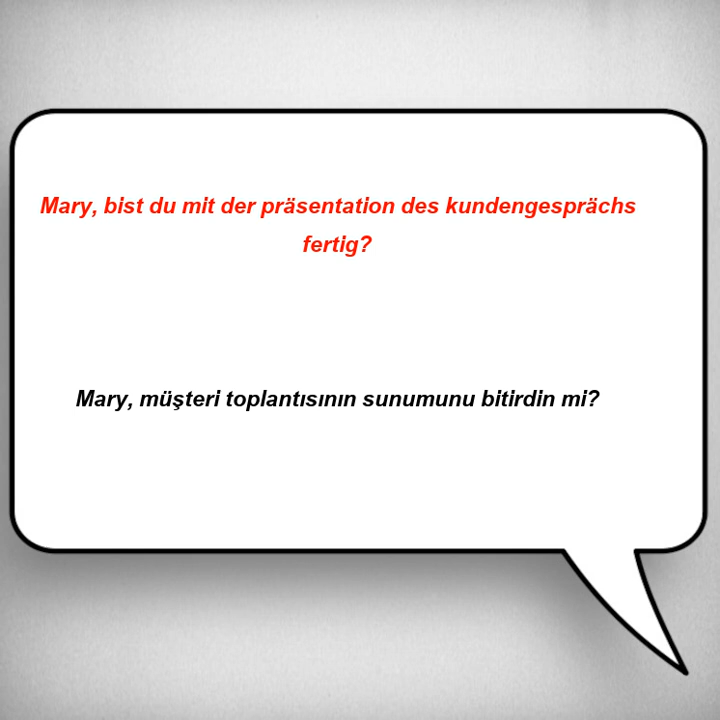 Mary, bist du mit der präsentation des kundengesprächs
fertig?
Mary, müşteri toplantısının sunumunu bitirdin mi?